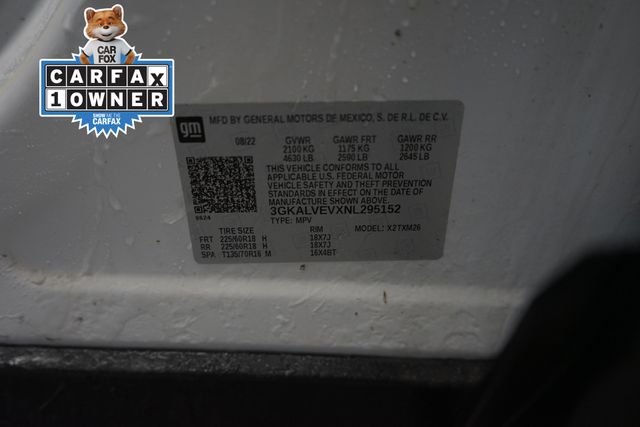 CAR
FOX
CARFAX
1 OWNER
SHOW ME THE
CARFAX
gm
MFD BY GENERAL MOTORS DE MEXICO, S. DE R.L. DE C.V.
08/22 GVWR GAWR FRT GAWR RR
2100 KG 1175 KG 1200 KG
4630 LB 2590 LB 2645 LB
THIS VEHICLE CONFORMS TO ALL
APPLICABLE U.S. FEDERAL MOTOR
VEHICLE SAFETY AND THEFT PREVENTION
STANDARDS IN EFFECT ON THE DATE OF
MANUFACTURE SHOWN ABOVE.
3GKALVEVXNL295152
TYPE: MPV
TIRE SIZE RIM MODEL: X2TXM26
FRT 225/60R18 H 18X7J
RR 225/60R18 H 18X7J
SPA T135/70R16 M 16X4BT